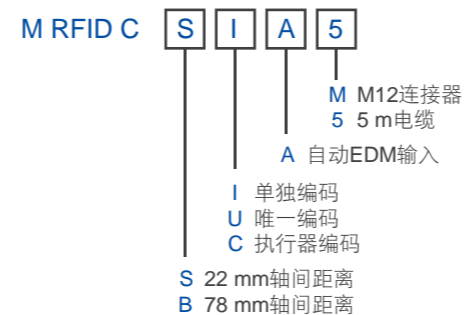 M RFID C S I A 5
M M12连接器
5 5 m电缆
A 自动EDM输入
I 单独编码
U 唯一编码
C 执行器编码
S 22 mm轴间距离
B 78 mm轴间距离